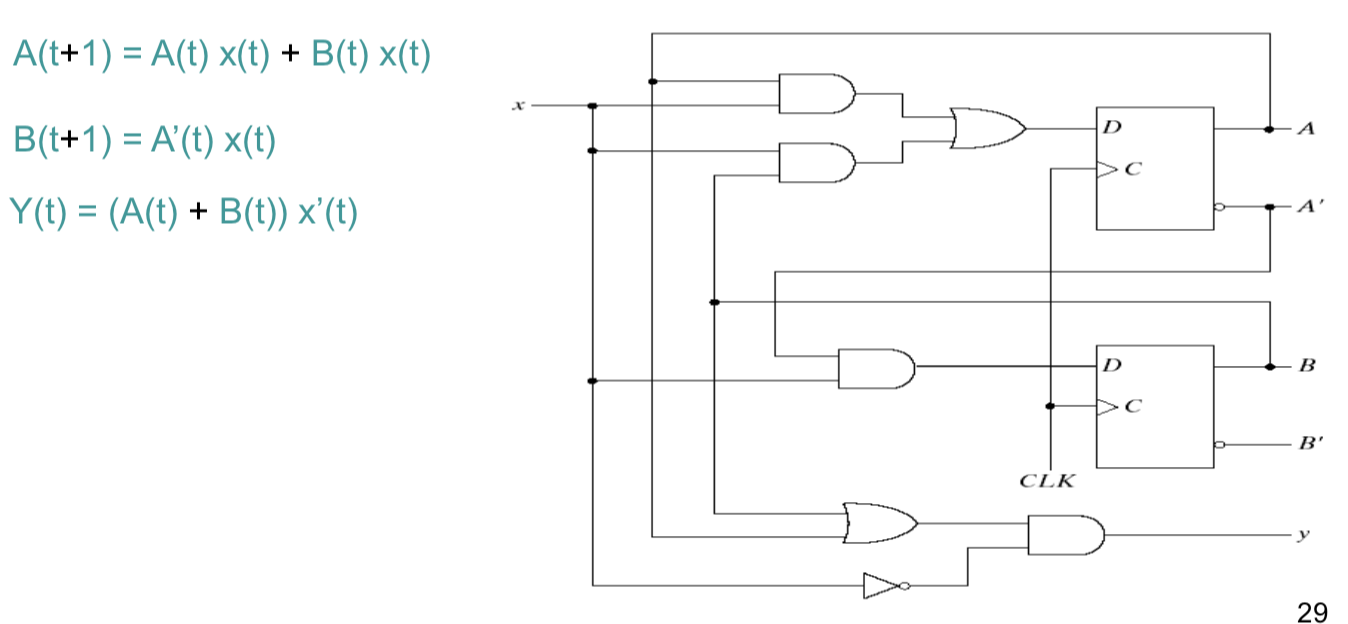 A(t+1) = A(t) x(t) + B(t) x(t)
B(t+1) = A’(t) x(t)
Y(t) = (A(t) + B(t)) x’(t)
x
D
A
C
A'
D
B
C
B'
CLK
y
29